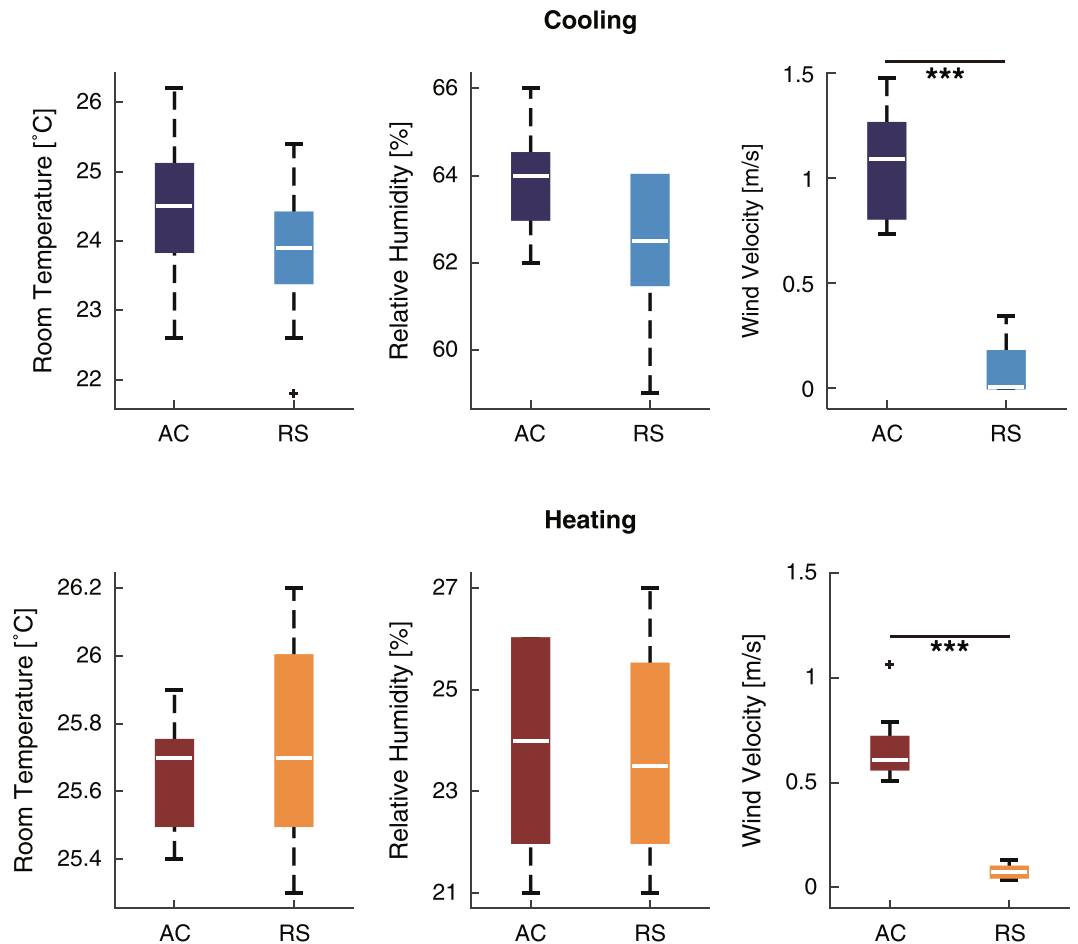 Cooling
Room Temperature [˚C]
26
25
24
23
22
AC
RS
Relative Humidity [%]
66
64
62
60
AC
RS
Wind Velocity [m/s]
1.5
1
0.5
0
***
AC
RS
Heating
Room Temperature [˚C]
26.2
26
25.8
25.6
25.4
AC
RS
Relative Humidity [%]
27
25
23
21
AC
RS
Wind Velocity [m/s]
1.5
1
0.5
0
***
AC
RS